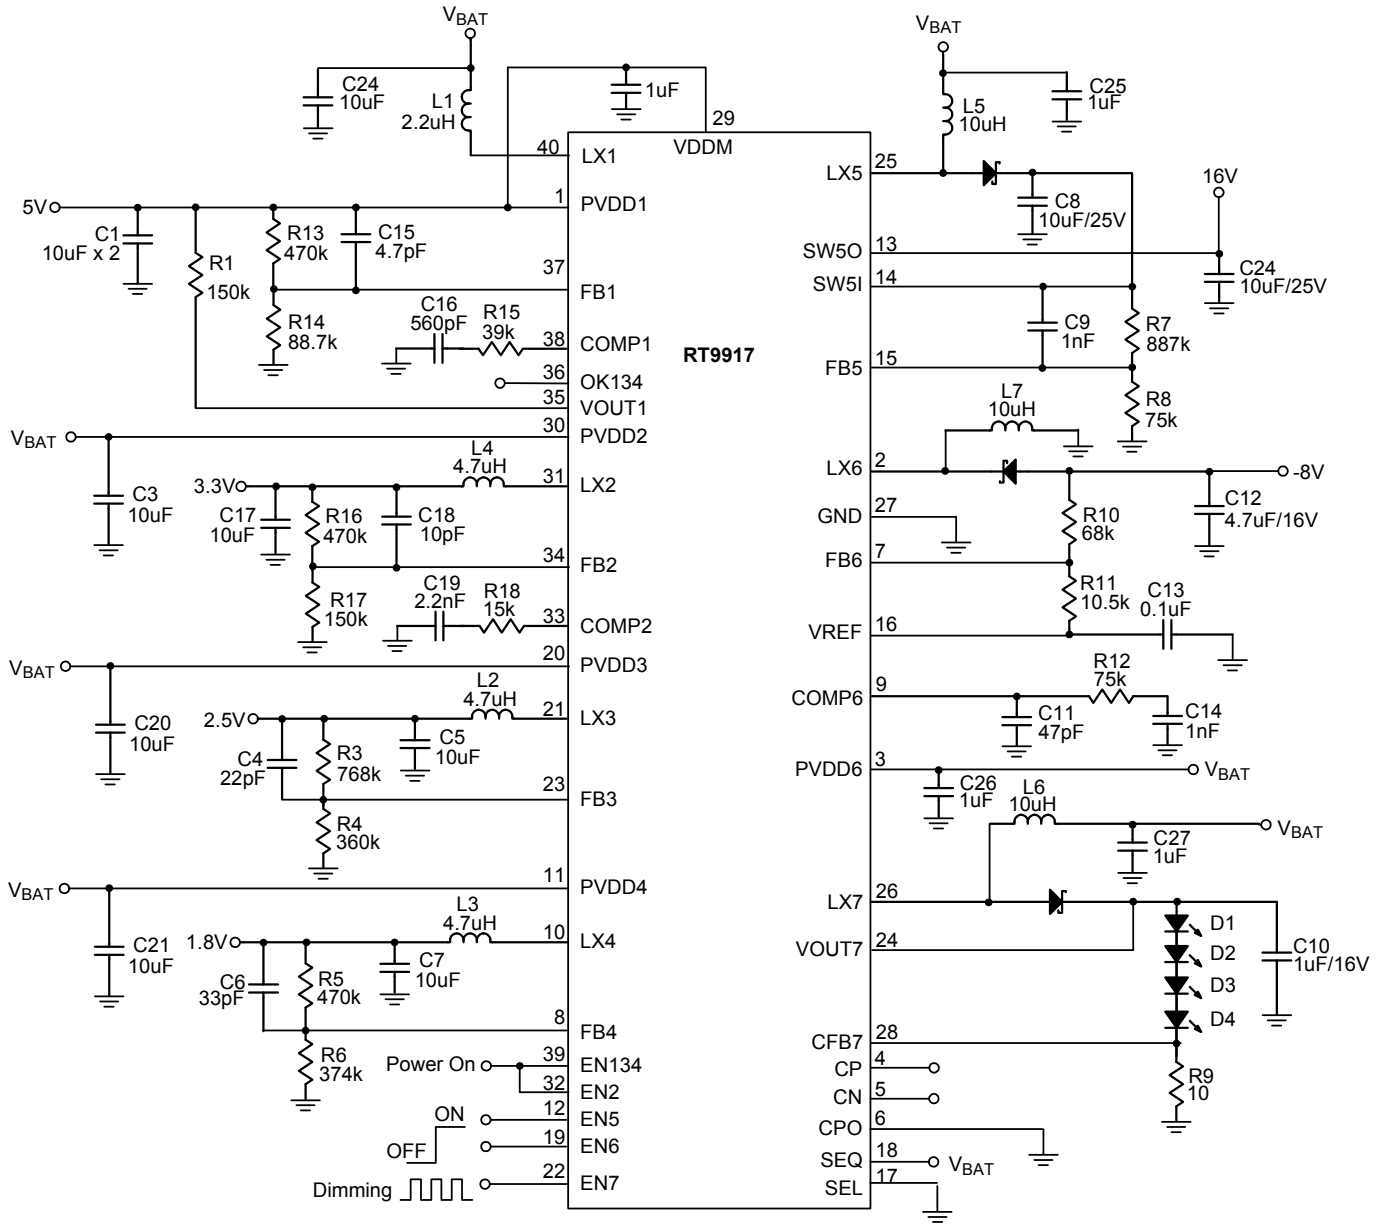 V_BAT
C24
10uF
L1
2.2uH
1uF
29
VDDM
40
LX1
5V
1
PVDD1
C1
10uF x 2
R1
150k
R13
470k
C15
4.7pF
37
FB1
R14
88.7k
C16
560pF
R15
39k
38
COMP1
36
OK134
35
VOUT1
V_BAT
30
PVDD2
C3
10uF
L4
4.7uH
3.3V
31
LX2
C17
10uF
R16
470k
C18
10pF
34
FB2
R17
150k
C19
2.2nF
R18
15k
33
COMP2
V_BAT
20
PVDD3
C20
10uF
L2
4.7uH
2.5V
21
LX3
C4
22pF
R3
768k
C5
10uF
23
FB3
R4
360k
V_BAT
11
PVDD4
C21
10uF
L3
4.7uH
1.8V
10
LX4
C6
33pF
R5
470k
C7
10uF
8
FB4
R6
374k
Power On
39
EN134
32
EN2
ON
OFF
12
EN5
19
EN6
Dimming
22
EN7
RT9917
V_BAT
L5
10uH
C25
1uF
LX5
25
C8
10uF/25V
16V
SW5O
13
C24
10uF/25V
SW5I
14
C9
1nF
R7
887k
FB5
15
R8
75k
L7
10uH
LX6
2
-8V
GND
27
R10
68k
C12
4.7uF/16V
FB6
7
R11
10.5k
C13
0.1uF
VREF
16
R12
75k
COMP6
9
C11
47pF
C14
1nF
PVDD6
3
V_BAT
C26
1uF
L6
10uH
V_BAT
C27
1uF
LX7
26
VOUT7
24
D1
D2
D3
D4
C10
1uF/16V
CFB7
28
CP
4
CN
5
R9
10
CPO
6
SEQ
18
V_BAT
SEL
17